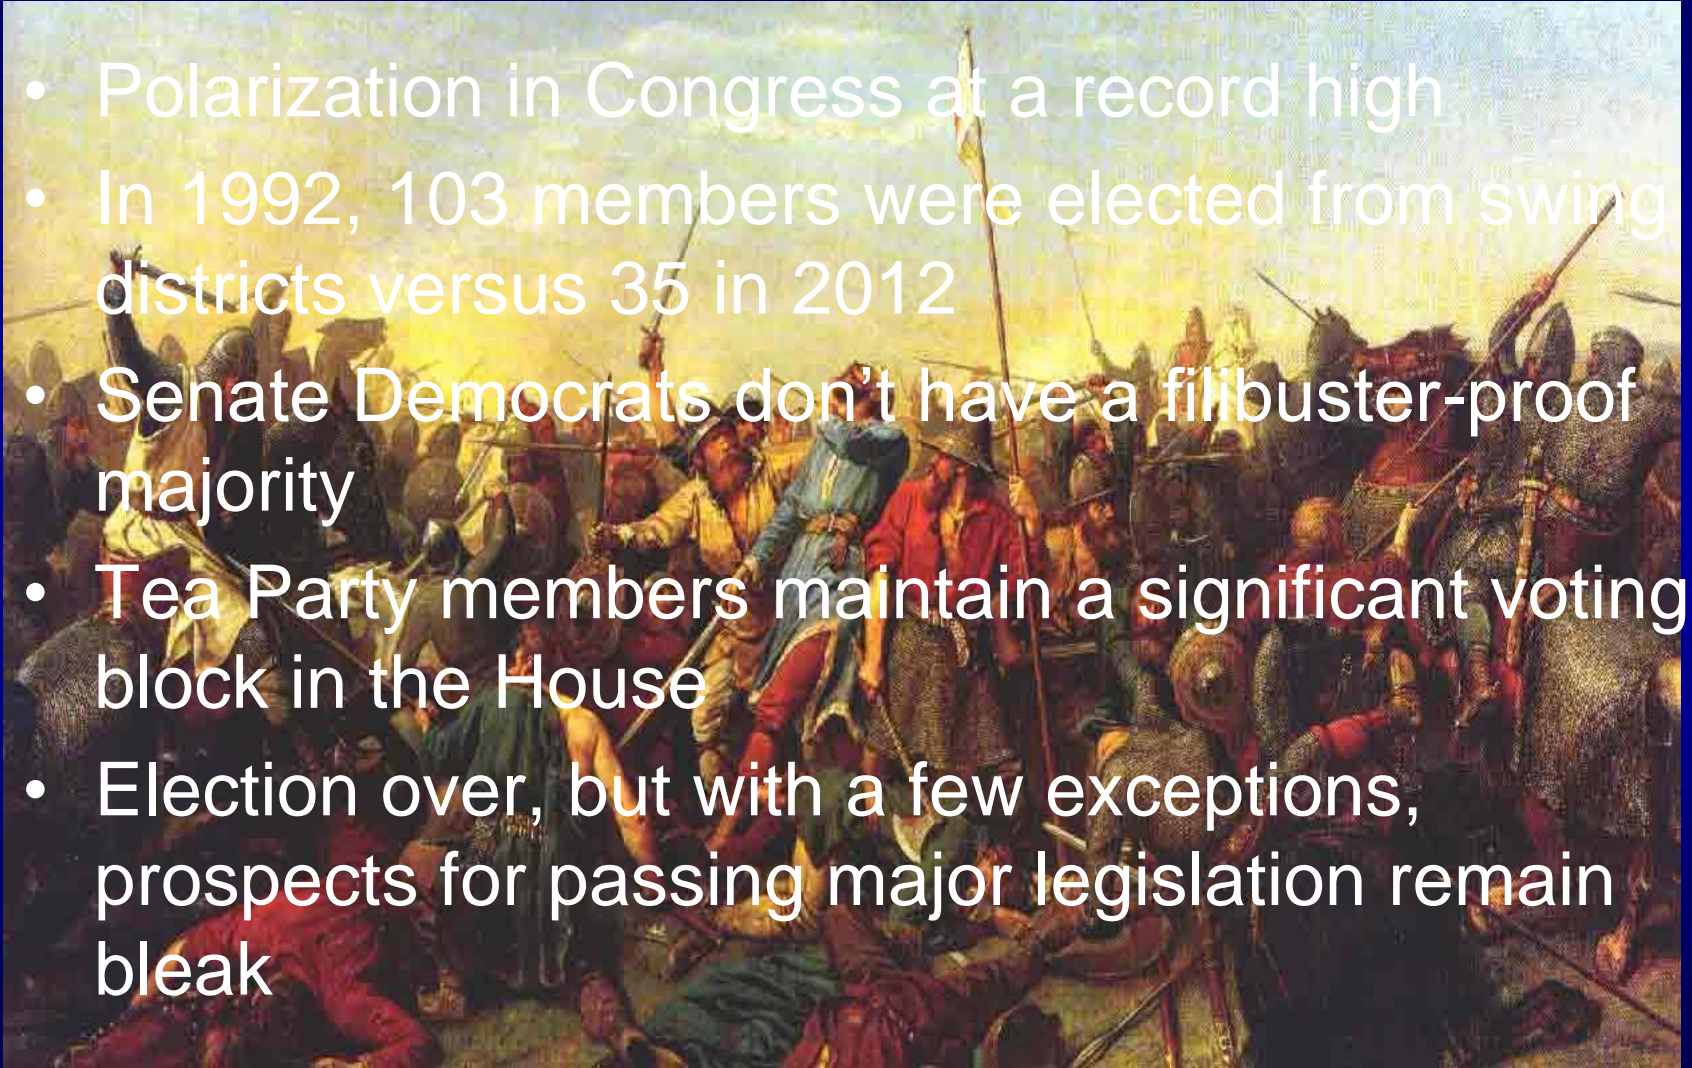 • Polarization in Congress at a record high
• In 1992, 103 members were elected from swing
districts versus 35 in 2012
• Senate Democrats don’t have a filibuster-proof
majority
• Tea Party members maintain a significant voting
block in the House
• Election over, but with a few exceptions,
prospects for passing major legislation remain
bleak